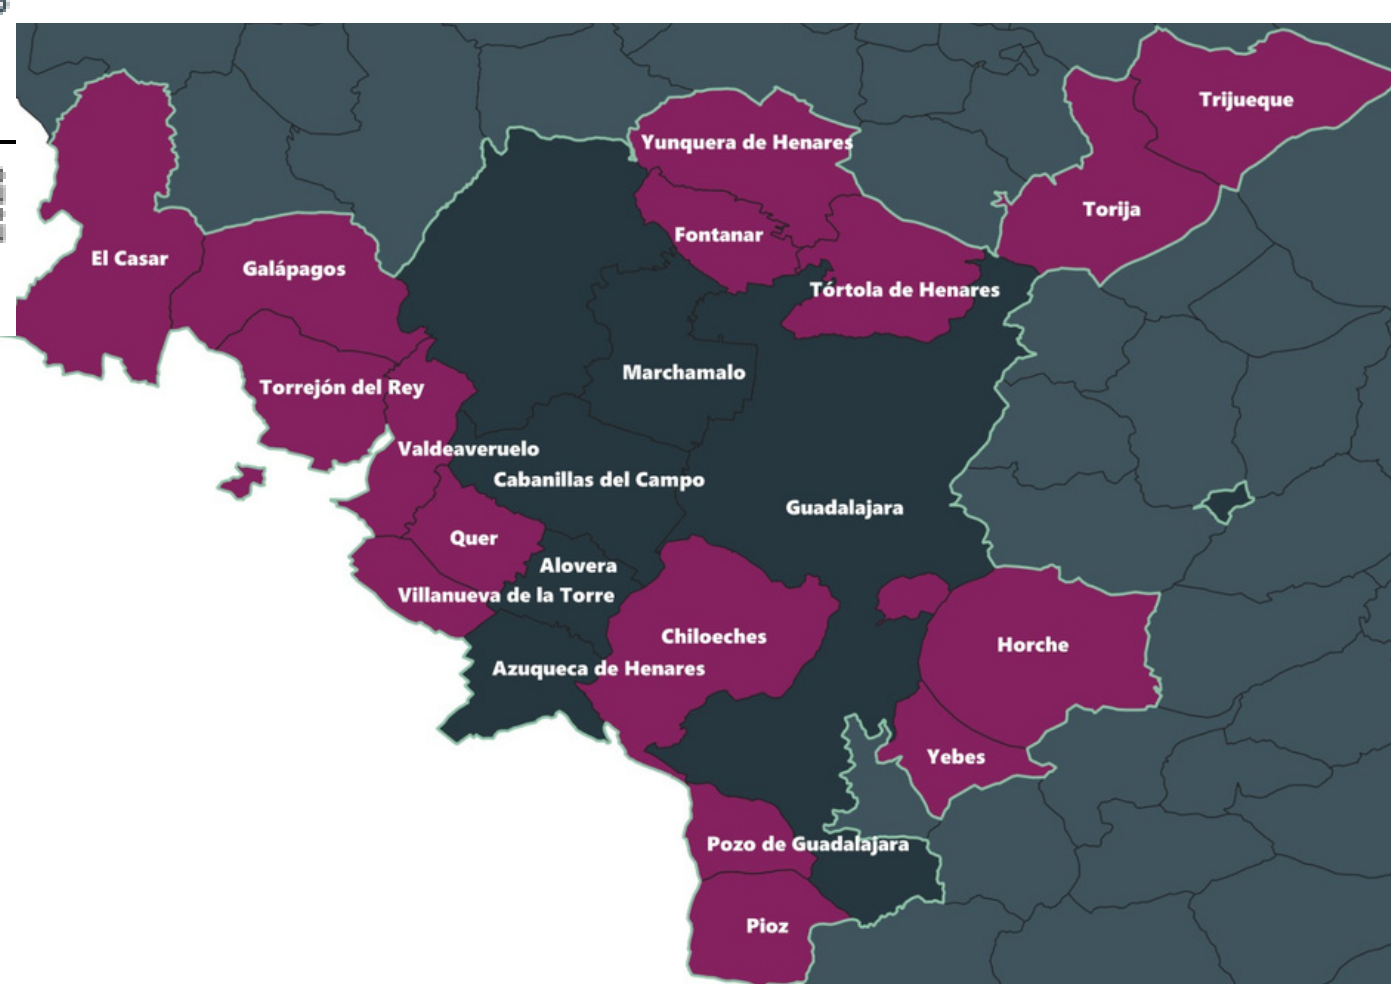 Trijueque
Yunquera de Henares
Torija
Fontanar
El Casar
Galápagos
Tórtola de Henares
Marchamalo
Torrejón del Rey
Valdeaveruelo
Cabanillas del Campo
Guadalajara
Quer
Alovera
Villanueva de la Torre
Chiloeches
Horche
Azuqueca de Henares
Yebes
Pozo de Guadalajara
Pioz